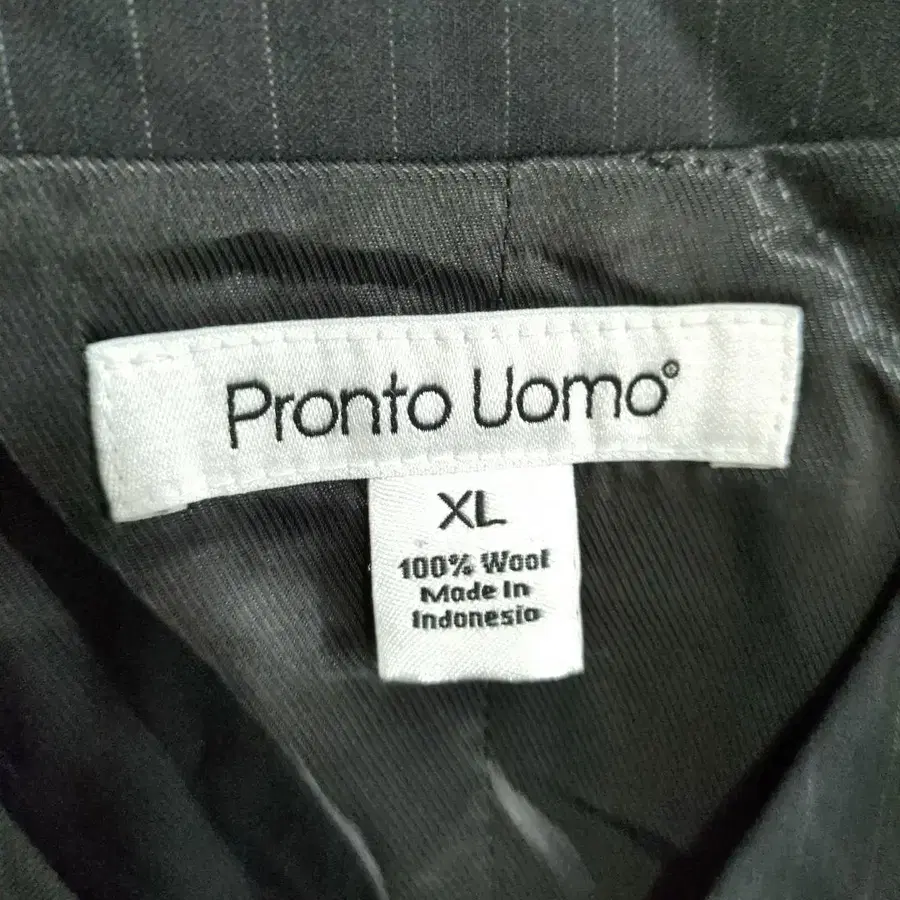 Pronto Uomo®
XL
100% Wool
Made In
Indonesia